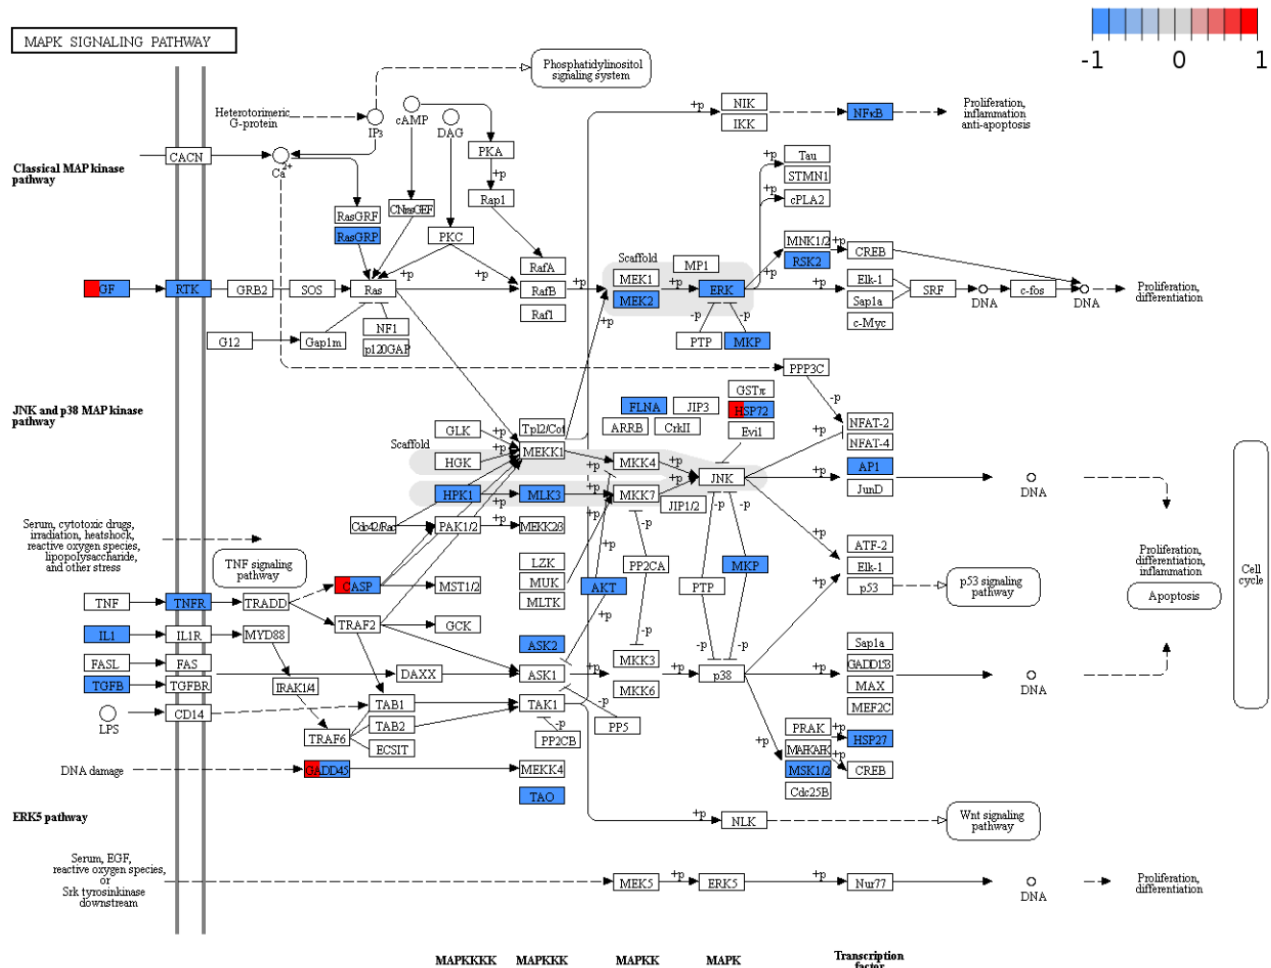 MAPK SIGNALING PATHWAY
-1
0
1
Phosphatidylinositol
signaling system
Heterotorimeric
G-protein
IP3
cAMP
DAG
NIK
IKK
NFκB
Proliferation,
inflammation
anti-apoptosis
+p
Classical MAP kinase
pathway
CACN
Ca2+
PKA
+p
Rap1
Tau
STMN1
cPLA2
+p
+p
RasGRF
RasGRP
CNrasGEF
PKC
RafA
RafB
Raf1
Scaffold
MEK1
MEK2
MP1
MNK1/2
RSK2
CREB
+p
GF
RTK
GRB2
SOS
Ras
+p
+p
+p
+p
ERK
+p
+p
Elk-1
Sap1a
c-Myc
SRF
DNA
c-fos
DNA
Proliferation,
differentiation
G12
Gap1m
NF1
p120GAP
+p
-p
-p
PTP
MKP
PPP3C
JNK and p38 MAP kinase
pathway
GSTπ
FLNA
JIP3
HSP72
ARRB
CrkII
Evi1
-p
NFAT-2
NFAT-4
Scaffold
GLK
HGK
Tpl2/Cot
MEKK1
MKK4
+p
+p
+p
+p
JNK
AP1
JunD
DNA
+p
+p
HPK1
MLK3
MKK7
JIP1/2
+p
+p
+p
+p
Serum, cytotoxic drugs,
irradiation, heatshock,
reactive oxygen species,
lipopolysaccharide,
and other stress
Cdc42/Rac
PAK1/2
MEKK2/3
+p
+p
-p
-p
-p
+p
ATF-2
Elk-1
p53
p53 signaling
pathway
Proliferation,
differentiation,
inflammation
Apoptosis
Cell
cycle
TNF signaling
pathway
LZK
MUK
MLTK
+p
PP2CA
AKT
PTP
MKP
+p
CASP
MST1/2
TNF
TNFR
TRADD
TRAF2
GCK
IL1
IL1R
MYD88
ASK2
-p
-p
-p
MKK3
MKK6
Sap1a
GADD153
MAX
MEF2C
FASL
FAS
DAXX
ASK1
+p
+p
p38
+p
DNA
TGFB
TGFBR
IRAK1/4
LPS
CD14
TAB1
TAB2
ECSIT
TRAF6
TAK1
-p
-p
PP5
PP2CB
+p
PRAK
MAPKAPK
MSK1/2
Cdc25B
+p
+p
HSP27
CREB
DNA damage
GADD45
MEKK4
TAO
ERK5 pathway
+p
NLK
Wnt signaling
pathway
Serum, EGF,
reactive oxygen species,
or
Srk tyrosinkinase
downstream
MEK5
+p
ERK5
+p
Nur77
DNA
Proliferation,
differentiation
MAPKKKK
MAPKKK
MAPKK
MAPK
Transcription
factor